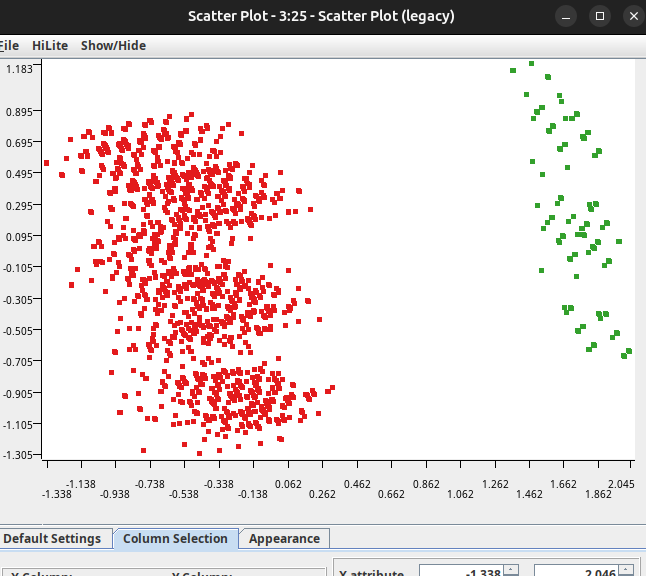 Scatter Plot - 3:25 - Scatter Plot (legacy)
File HiLite Show/Hide
1.183
0.895
0.695
0.495
0.295
0.095
-0.105
-0.305
-0.505
-0.705
-0.905
-1.105
-1.305
-1.138 -0.738 -0.338 0.062 0.462 0.862 1.262 1.662 2.045
-1.338 -0.938 -0.538 -0.138 0.262 0.662 1.062 1.462 1.862
Default Settings Column Selection Appearance
X Column: Y Column: X attribute -1.338 2.046